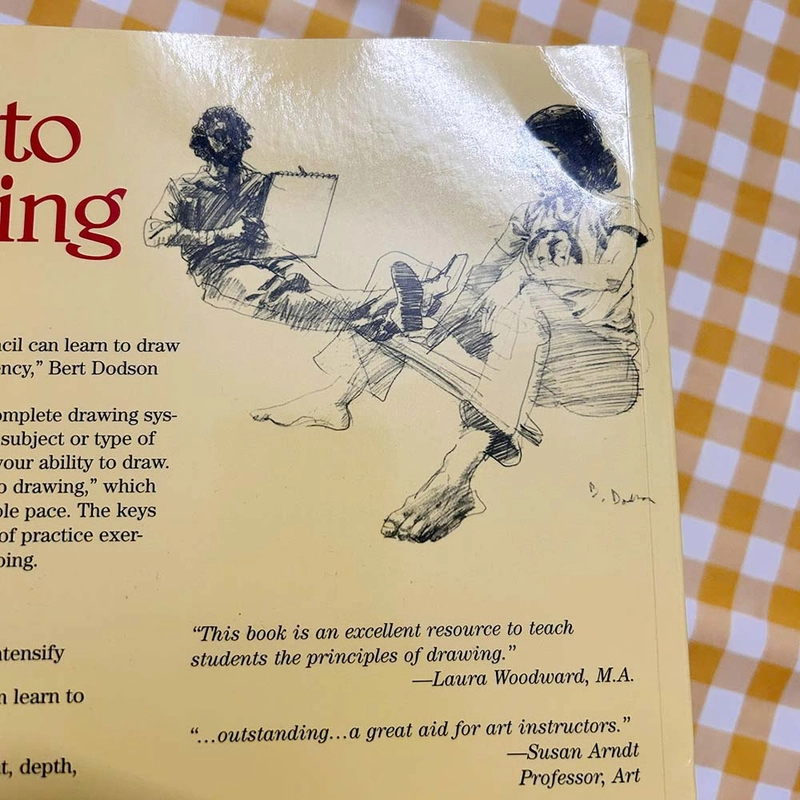 to
ing
ncil can learn to draw
ency,” Bert Dodson
omplete drawing sys-
subject or type of
your ability to draw.
o drawing,” which
ble pace. The keys
of practice exer-
oing.
ntensify
n learn to
t, depth,
B. Dodson
“This book is an excellent resource to teach
students the principles of drawing.”
—Laura Woodward, M.A.
“...outstanding...a great aid for art instructors.”
—Susan Arndt
Professor, Art